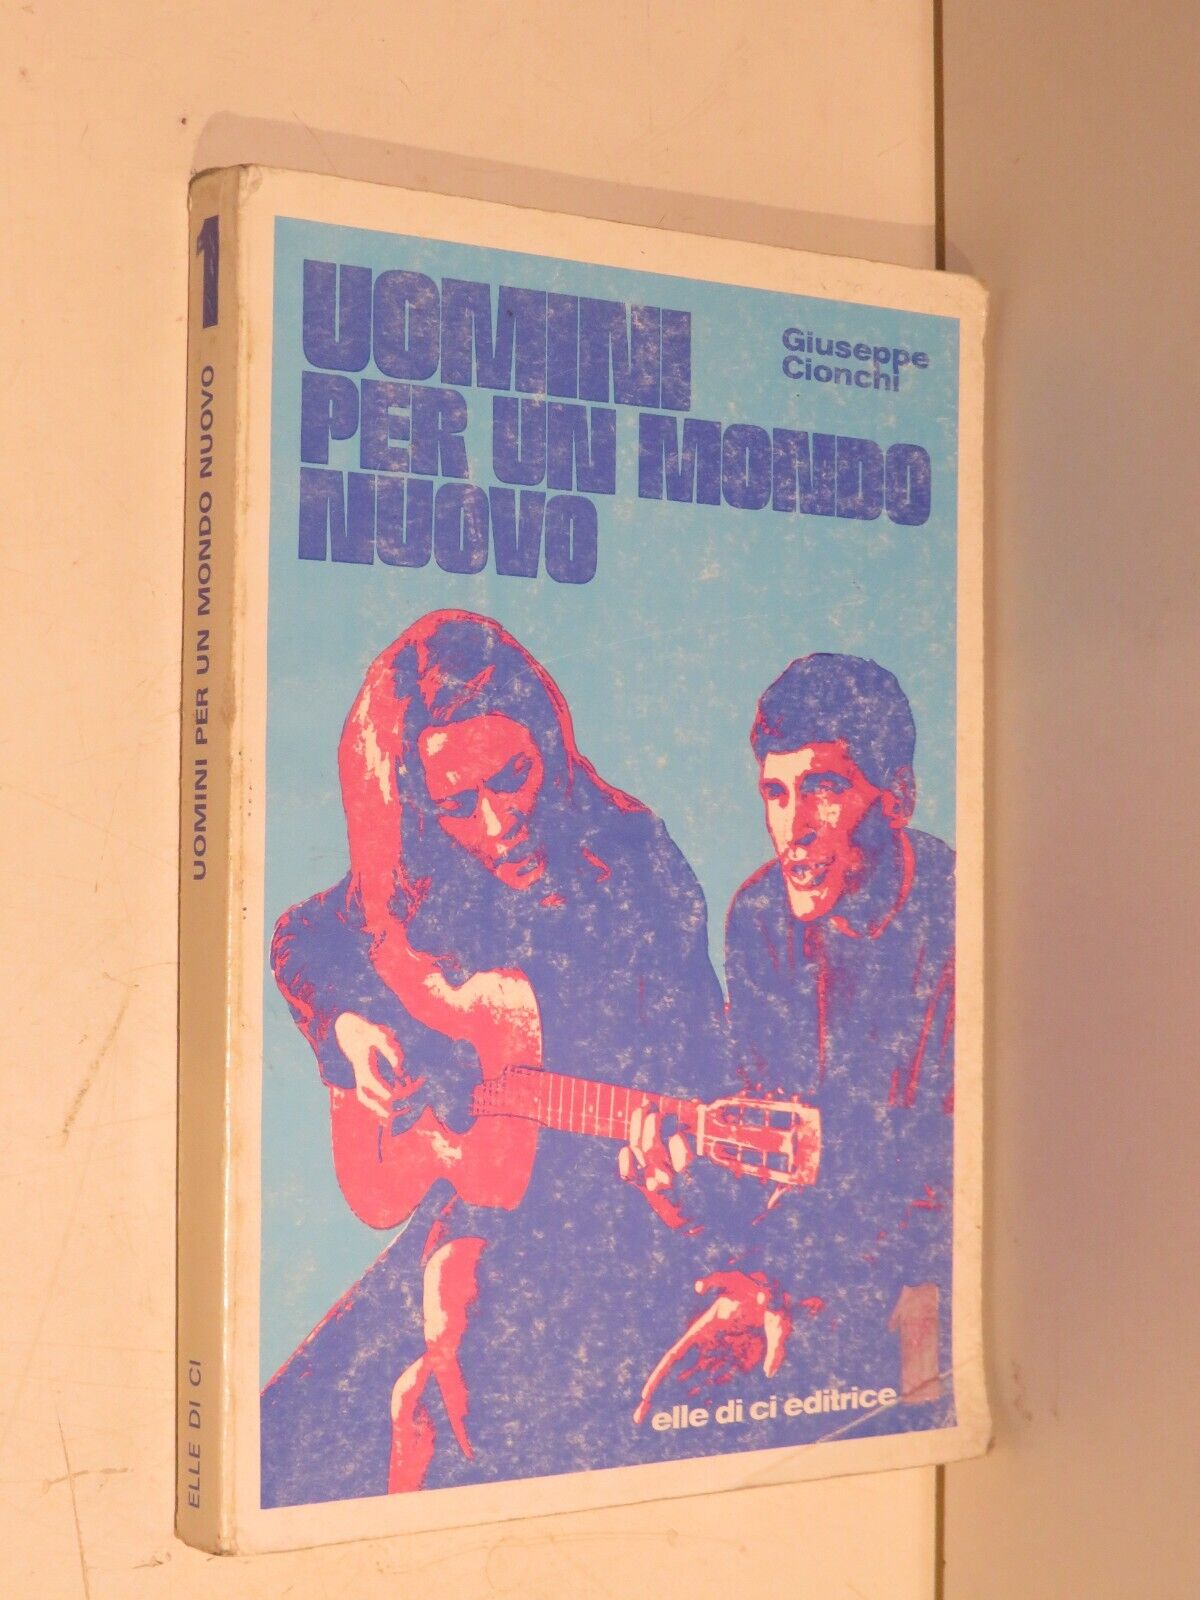 1
UOMINI PER UN MONDO NUOVO
ELLE DI CI
UOMINI
PER UN MONDO
NUOVO
Giuseppe
Cionchi
1
elle di ci editrice